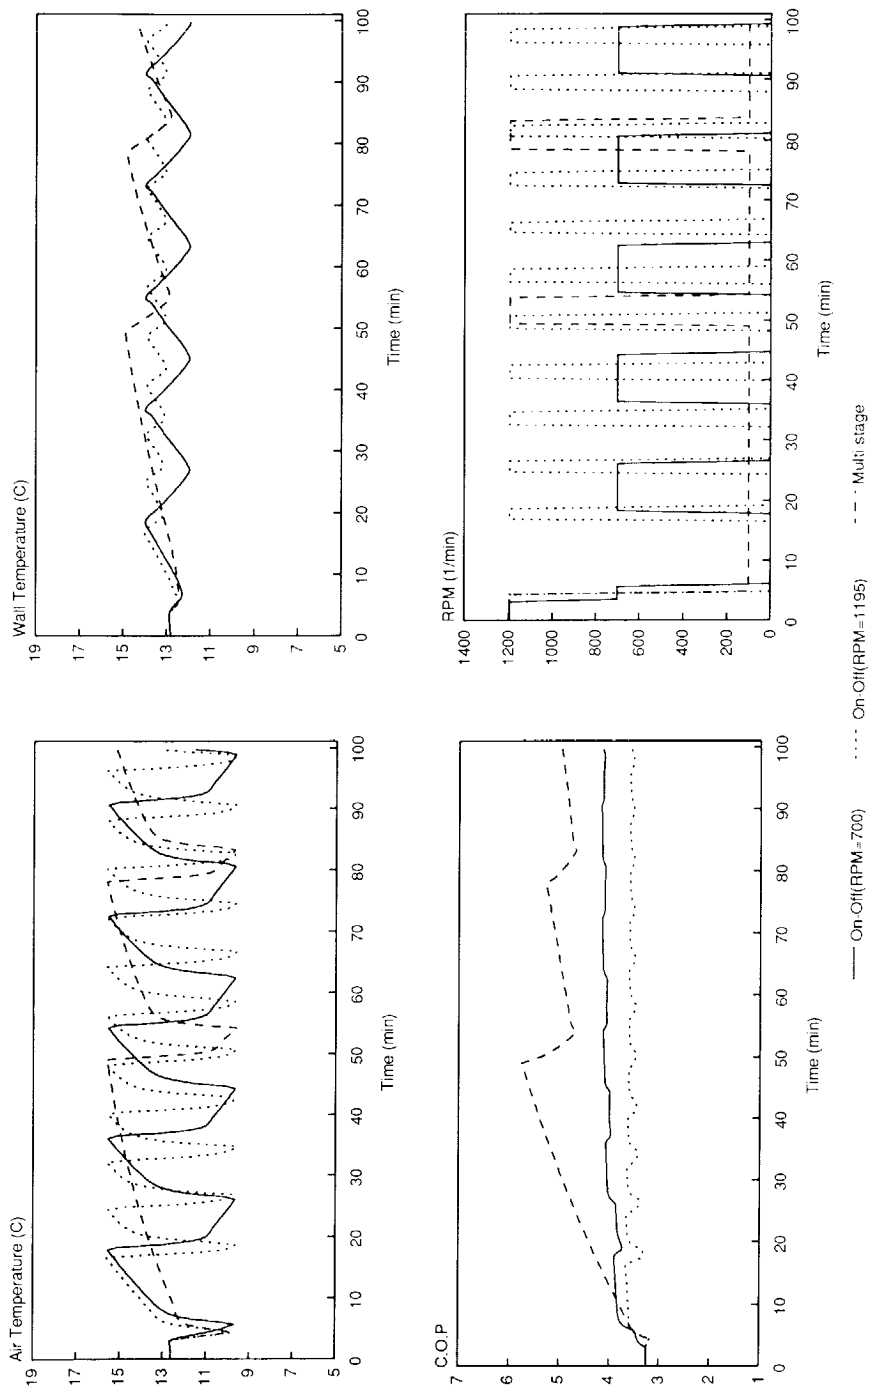 Air Temperature (C)
19
17
15
13
11
9
7
5
0 10 20 30 40 50 60 70 80 90 100
Time (min)
Wall Temperature (C)
19
17
15
13
11
9
7
5
0 10 20 30 40 50 60 70 80 90 100
Time (min)
C.O.P
7
6
5
4
3
2
1
0 10 20 30 40 50 60 70 80 90 100
Time (min)
RPM (1/min)
1400
1200
1000
800
600
400
200
0
0 10 20 30 40 50 60 70 80 90 100
Time (min)
On-Off(RPM=700) On-Off(RPM=1195) Multi stage